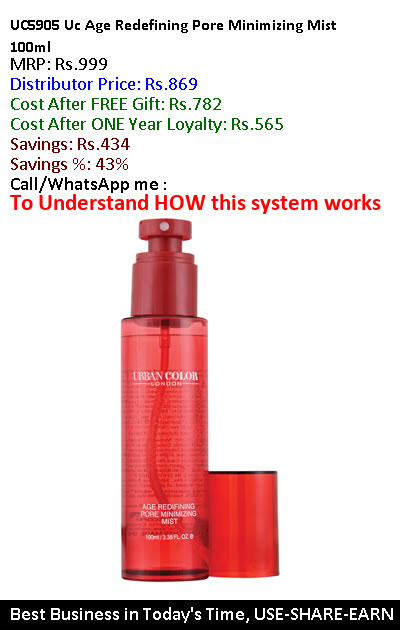 UC5905 Uc Age Redefining Pore Minimizing Mist
100ml
MRP: Rs.999
Distributor Price: Rs.869
Cost After FREE Gift: Rs.782
Cost After ONE Year Loyalty: Rs.565
Savings: Rs.434
Savings %: 43%
Call/WhatsApp me :
To Understand HOW this system works
URBAN COLOR
LONDON
AGE REDIFINING
PORE MINIMIZING
MIST
100ml / 3.38 FL. OZ. ℮
Best Business in Today's Time, USE-SHARE-EARN